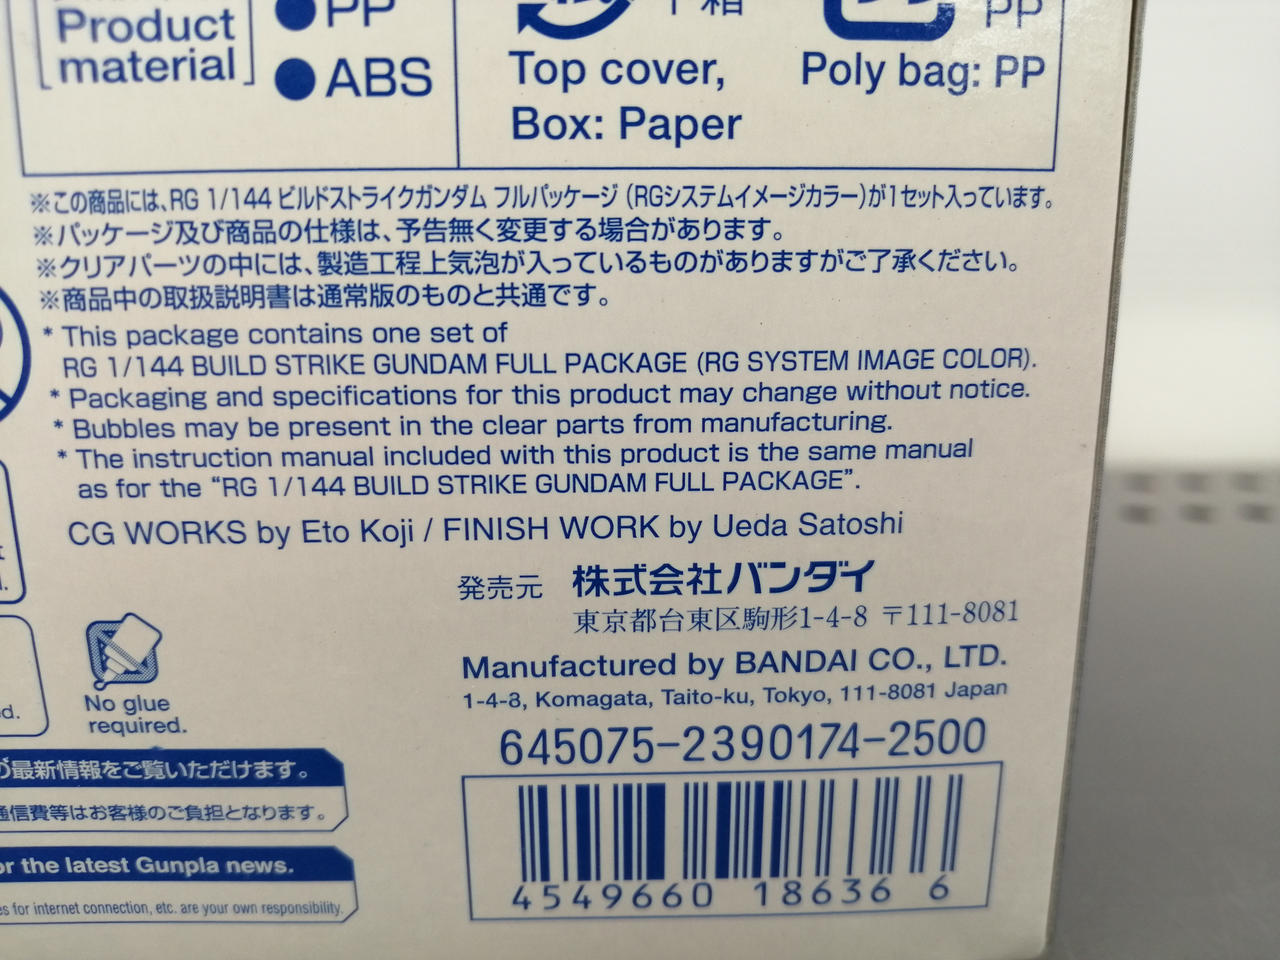 Product
material
PP
ABS
Top cover,
Box: Paper
PP
Poly bag: PP
※この商品には、RG 1/144 ビルドストライクガンダム フルパッケージ（RGシステムイメージカラー）が1セット入っています。
※パッケージ及び商品の仕様は、予告無く変更する場合があります。
※クリアパーツの中には、製造工程上気泡が入っているものがありますがご了承ください。
※商品中の取扱説明書は通常版のものと共通です。
* This package contains one set of
RG 1/144 BUILD STRIKE GUNDAM FULL PACKAGE (RG SYSTEM IMAGE COLOR).
* Packaging and specifications for this product may change without notice.
* Bubbles may be present in the clear parts from manufacturing.
* The instruction manual included with this product is the same manual
as for the “RG 1/144 BUILD STRIKE GUNDAM FULL PACKAGE”.
CG WORKS by Eto Koji / FINISH WORK by Ueda Satoshi
発売元 株式会社バンダイ
東京都台東区駒形1-4-8 〒111-8081
Manufactured by BANDAI CO., LTD.
1-4-8, Komagata, Taito-ku, Tokyo, 111-8081 Japan
645075-2390174-2500
4549660 186366
No glue
required.
の最新情報をご覧いただけます。
通信費等はお客様のご負担となります。
or the latest Gunpla news.
es for internet connection, etc. are your own responsibility.